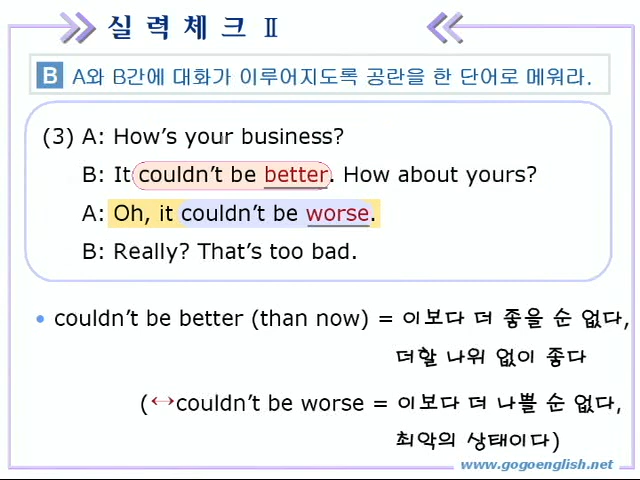 실력체크 Ⅱ
B A와 B간에 대화가 이루어지도록 공란을 한 단어로 메워라.
(3) A: How's your business?
B: It couldn't be better. How about yours?
A: Oh, it couldn't be worse.
B: Really? That's too bad.
• couldn't be better (than now) = 이보다 더 좋을 순 없다,
더할 나위 없이 좋다
(↔couldn't be worse = 이보다 더 나쁠 순 없다,
최악의 상태이다)
www.gogoenglish.net